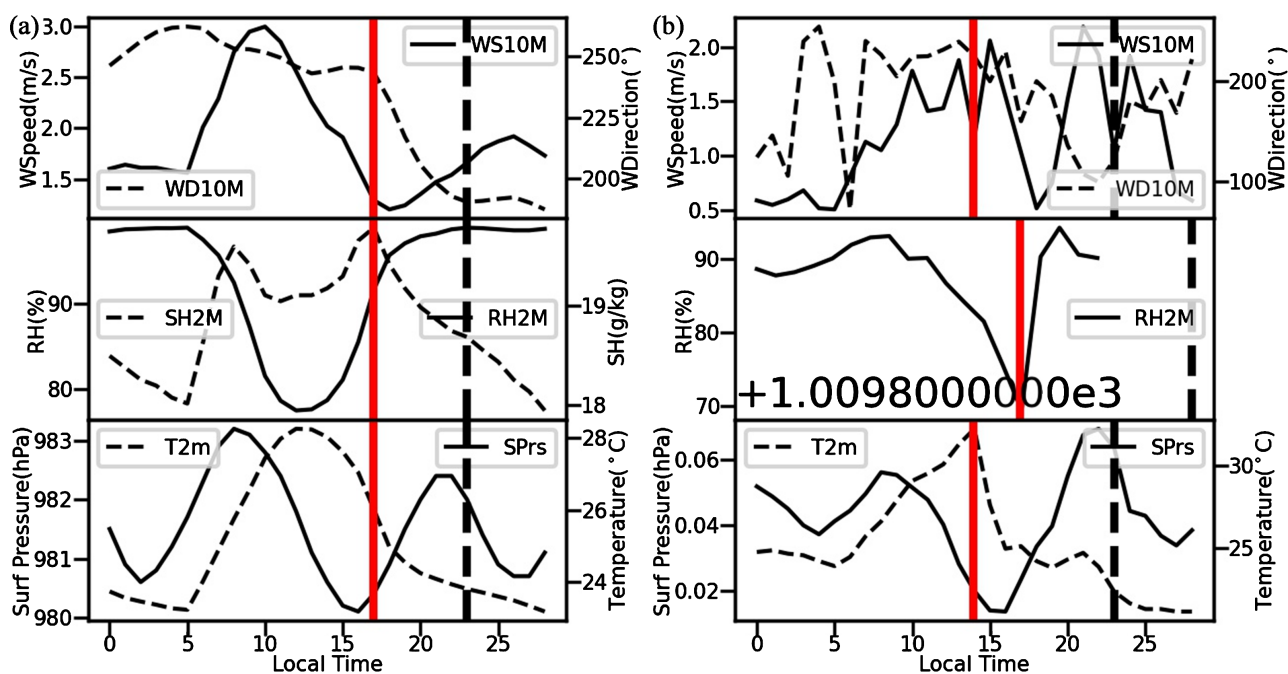 (a)
3.0
2.5
2.0
1.5
WSpeed(m/s)
WS10M
WD10M
250
225
200
WDirection(°)
90
80
RH(%)
SH2M
RH2M
19
18
SH(g/kg)
983
982
981
980
Surf Pressure(hPa)
T2m
SPrs
28
26
24
Temperature(°C)
0 5 10 15 20 25
Local Time
(b)
2.0
1.5
1.0
0.5
WSpeed(m/s)
WS10M
WD10M
200
100
WDirection(°)
90
80
70
RH(%)
RH2M
+1.0098000000e3
0.06
0.04
0.02
Surf Pressure(hPa)
T2m
SPrs
30
25
Temperature(°C)
0 5 10 15 20 25
Local Time